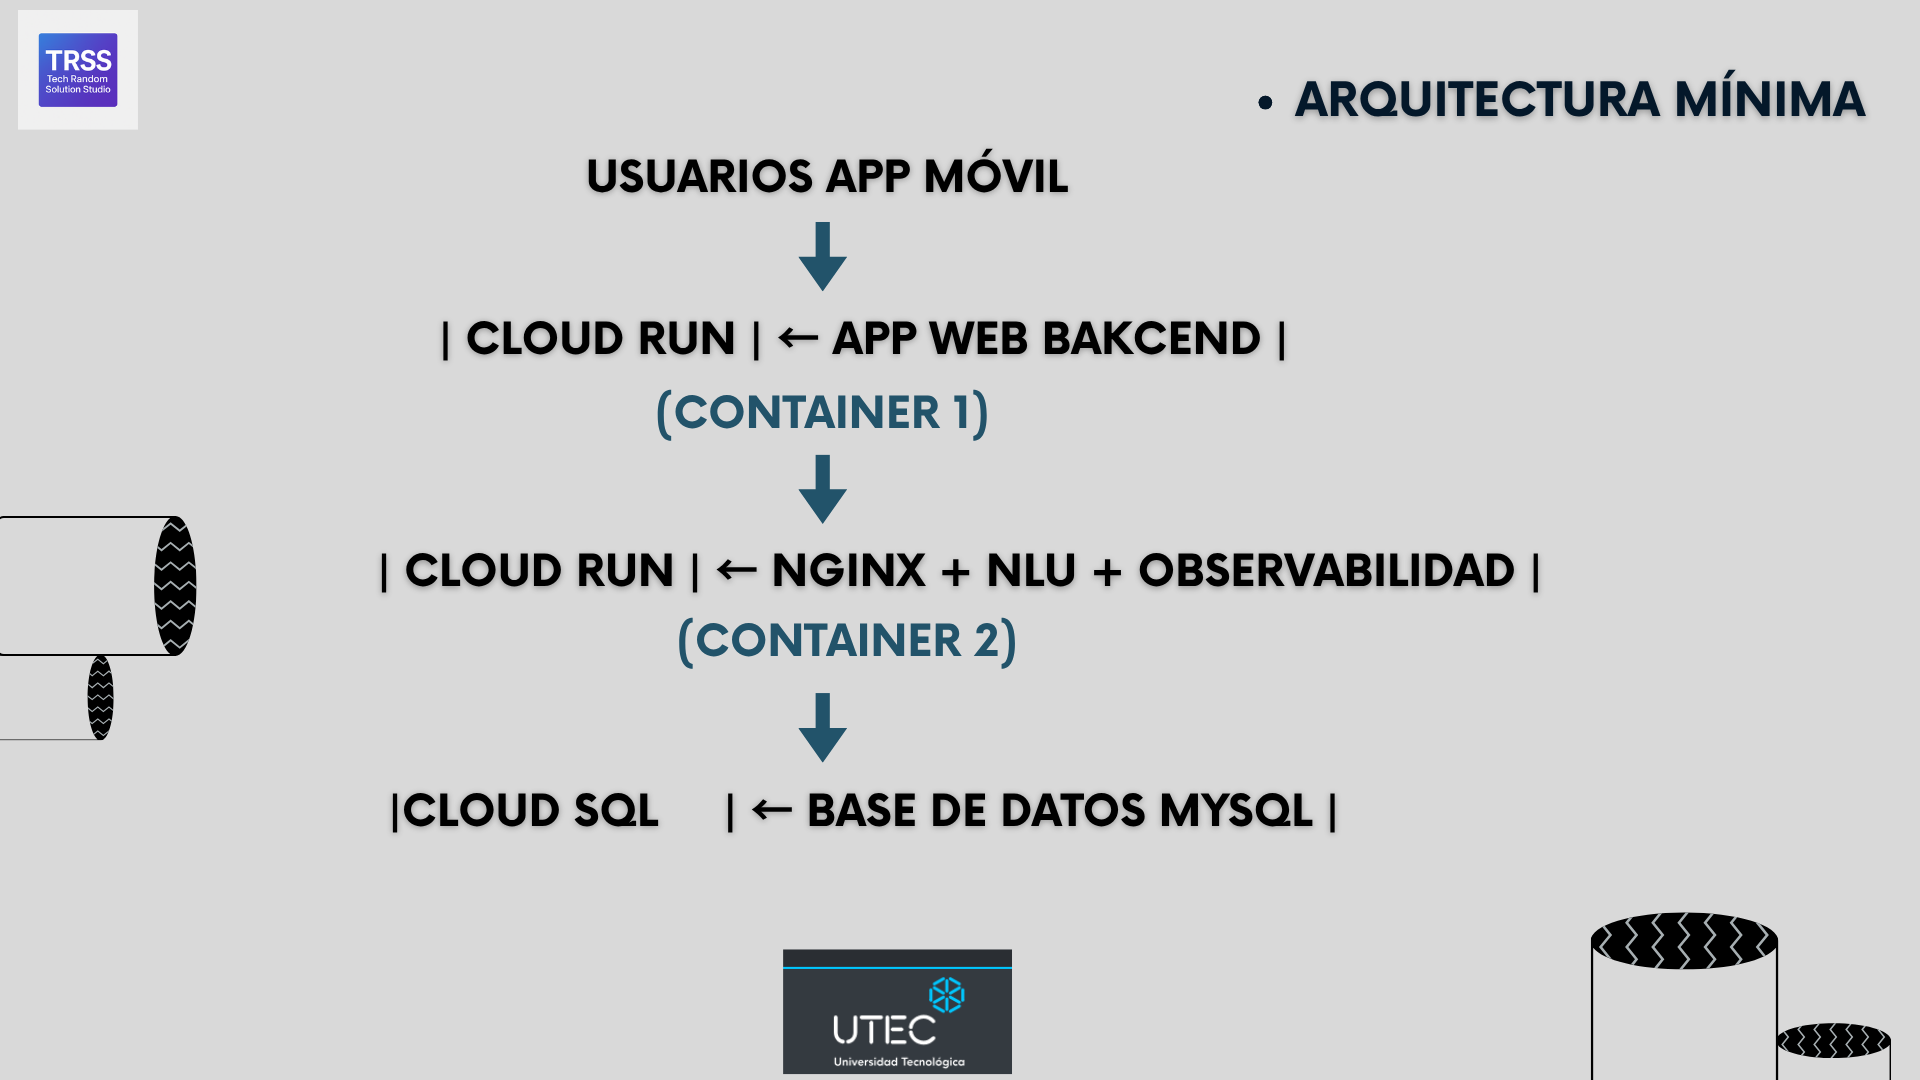 TRSS
Tech Random
Solution Studio
• ARQUITECTURA MÍNIMA
USUARIOS APP MÓVIL
| CLOUD RUN | ← APP WEB BAKCEND |
(CONTAINER 1)
| CLOUD RUN | ← NGINX + NLU + OBSERVABILIDAD |
(CONTAINER 2)
|CLOUD SQL | ← BASE DE DATOS MYSQL |
UTEC
Universidad Tecnológica